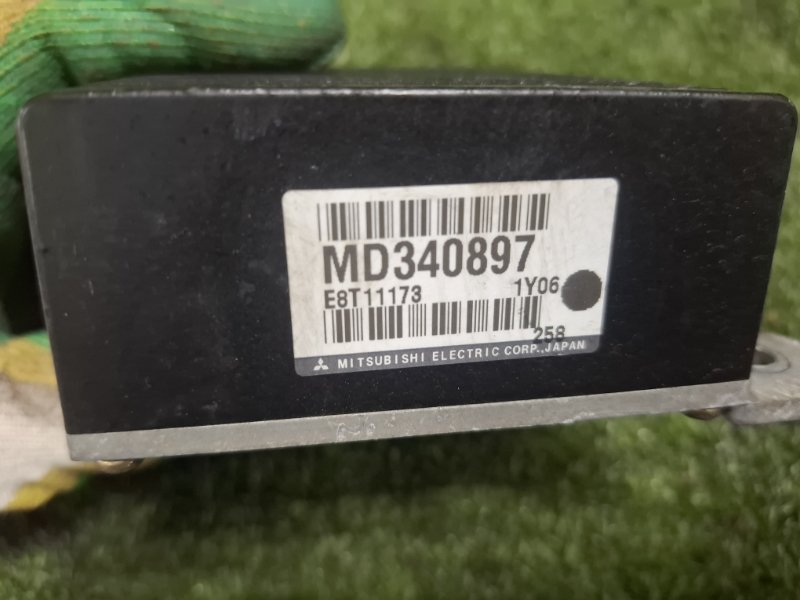 MD340897
E8T11173 1Y06
258
MITSUBISHI ELECTRIC CORP., JAPAN